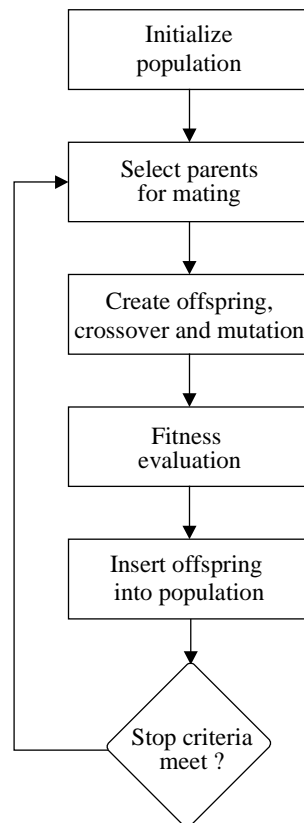 Initialize
population
Select parents
for mating
Create offspring,
crossover and mutation
Fitness
evaluation
Insert offspring
into population
Stop criteria
meet ?